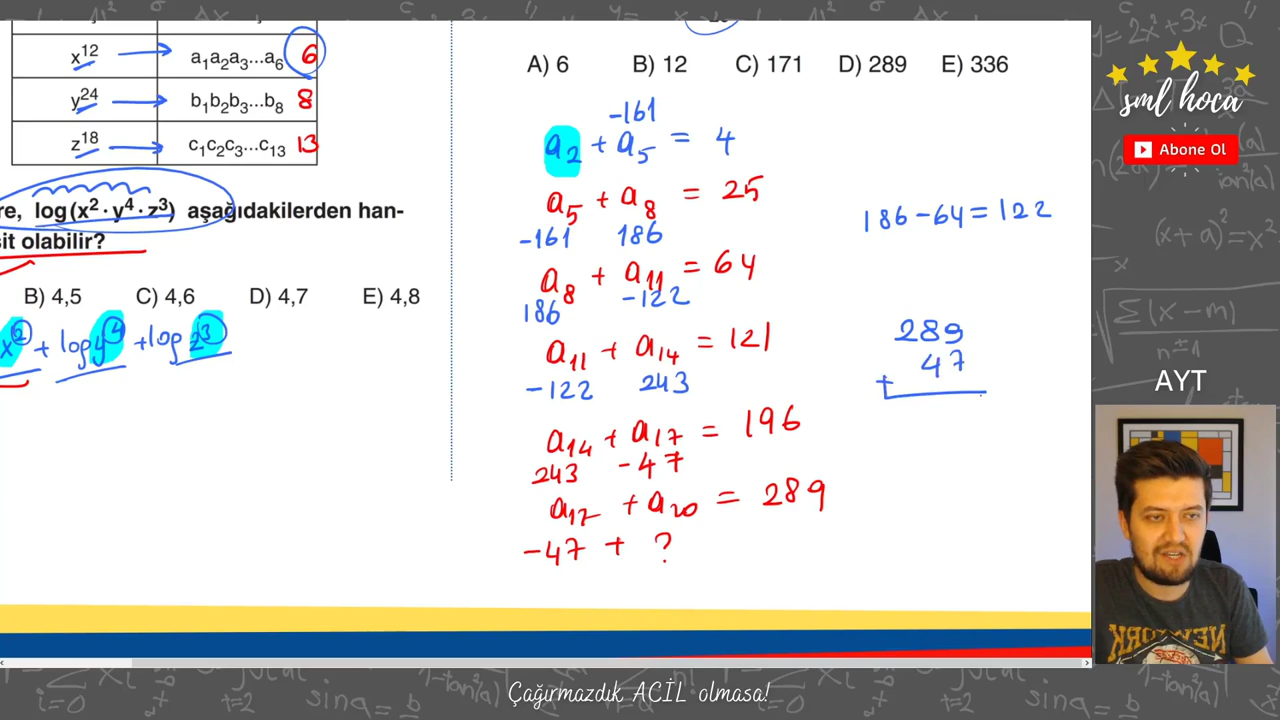 x¹² → a₁a₂a₃...a₆ 6
y²⁴ → b₁b₂b₃...b₈ 8
z¹⁸ → c₁c₂c₃...c₁₃ 13
re, log(x² · y⁴ · z³) aşağıdakilerden han-
sit olabilir?
B) 4,5 C) 4,6 D) 4,7 E) 4,8
x² + log y⁴ + log z³
A) 6 B) 12 C) 171 D) 289 E) 336
-161
a₂ + a₅ = 4
a₅ + a₈ = 25
-161 186
a₈ + a₁₁ = 64
186 -122
a₁₁ + a₁₄ = 121
-122 243
a₁₄ + a₁₇ = 196
243 -47
a₁₇ + a₂₀ = 289
-47 + ?
186 - 64 = 122
289
47
+
sml hoca
Abone Ol
AYT
Çağırmazdık ACİL olmasa!